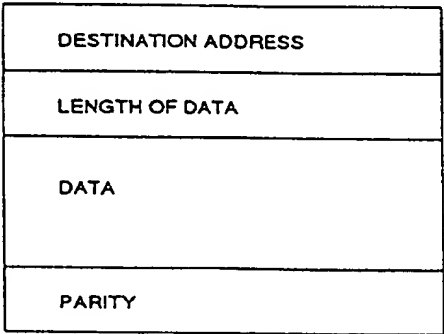 DESTINATION ADDRESS
LENGTH OF DATA
DATA
PARITY